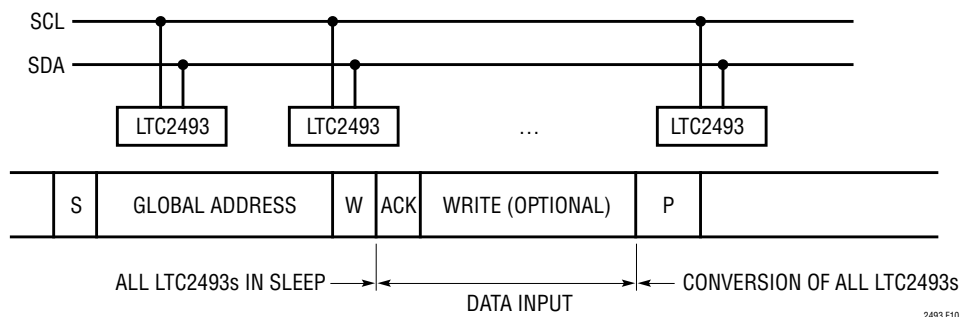 SCL
SDA
LTC2493 LTC2493 ... LTC2493
S GLOBAL ADDRESS W ACK WRITE (OPTIONAL) P
ALL LTC2493s IN SLEEP DATA INPUT CONVERSION OF ALL LTC2493s
2493 F10